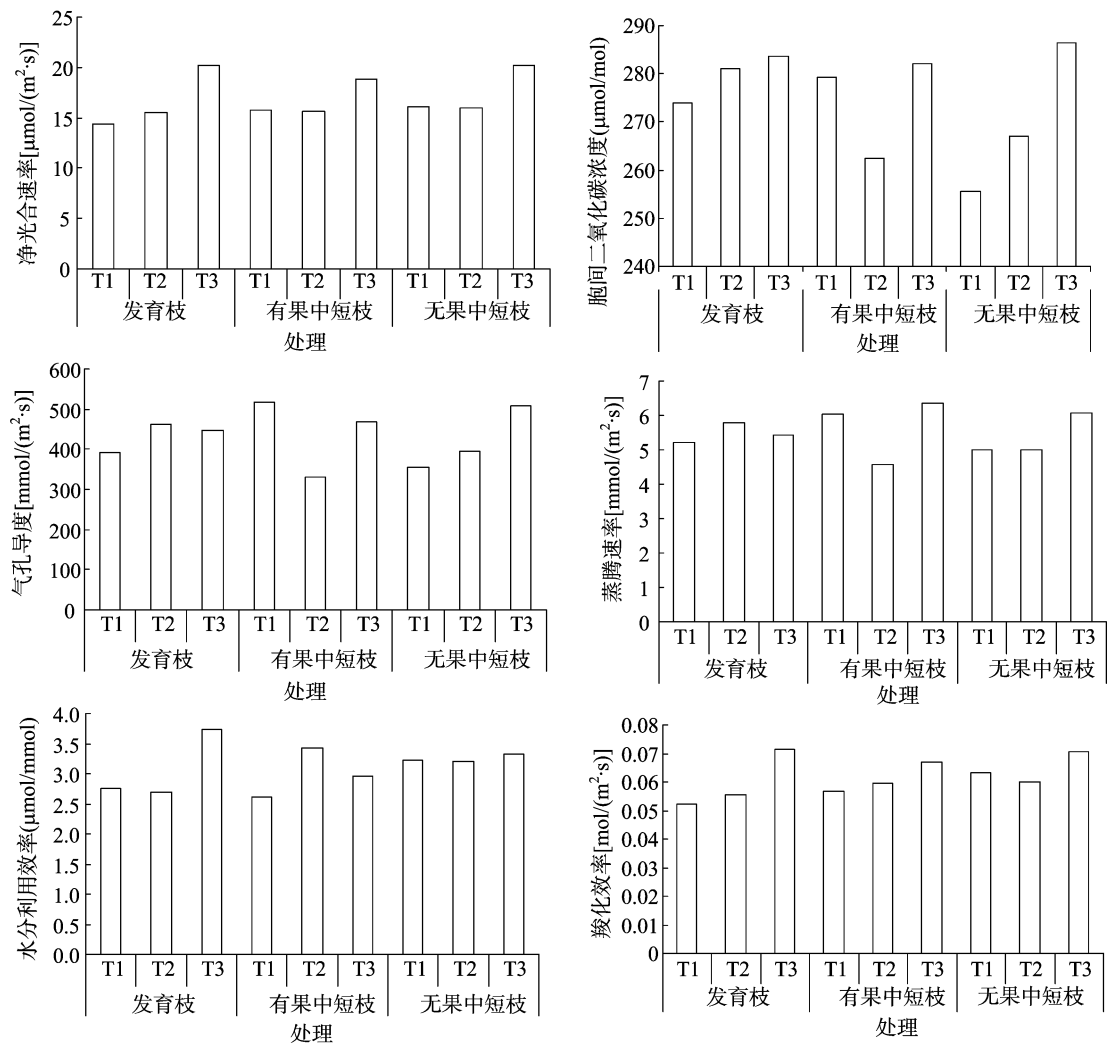 净光合速率[μmol/(m²·s)]
25
20
15
10
5
0
T1 T2 T3 T1 T2 T3 T1 T2 T3
发育枝 有果中短枝 无果中短枝
处理
胞间二氧化碳浓度(μmol/mol)
290
280
270
260
250
240
T1 T2 T3 T1 T2 T3 T1 T2 T3
发育枝 有果中短枝 无果中短枝
处理
气孔导度[mmol/(m²·s)]
600
500
400
300
200
100
0
T1 T2 T3 T1 T2 T3 T1 T2 T3
发育枝 有果中短枝 无果中短枝
处理
蒸腾速率[mmol/(m²·s)]
7
6
5
4
3
2
1
0
T1 T2 T3 T1 T2 T3 T1 T2 T3
发育枝 有果中短枝 无果中短枝
处理
水分利用效率(μmol/mmol)
4.0
3.5
3.0
2.5
2.0
1.5
1.0
0.5
0.0
T1 T2 T3 T1 T2 T3 T1 T2 T3
发育枝 有果中短枝 无果中短枝
处理
羧化效率[mol/(m²·s)]
0.08
0.07
0.06
0.05
0.04
0.03
0.02
0.01
0
T1 T2 T3 T1 T2 T3 T1 T2 T3
发育枝 有果中短枝 无果中短枝
处理